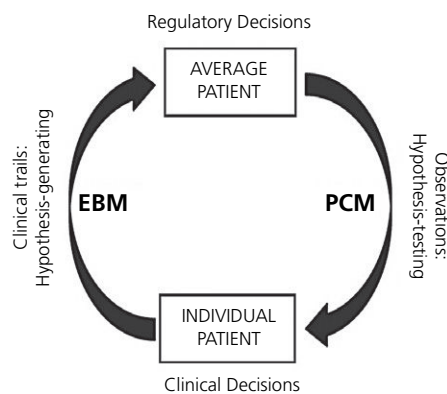 Regulatory Decisions
AVERAGE
PATIENT
Clinical trails:
Hypothesis-generating
EBM
PCM
Observations:
Hypothesis-testing
INDIVIDUAL
PATIENT
Clinical Decisions